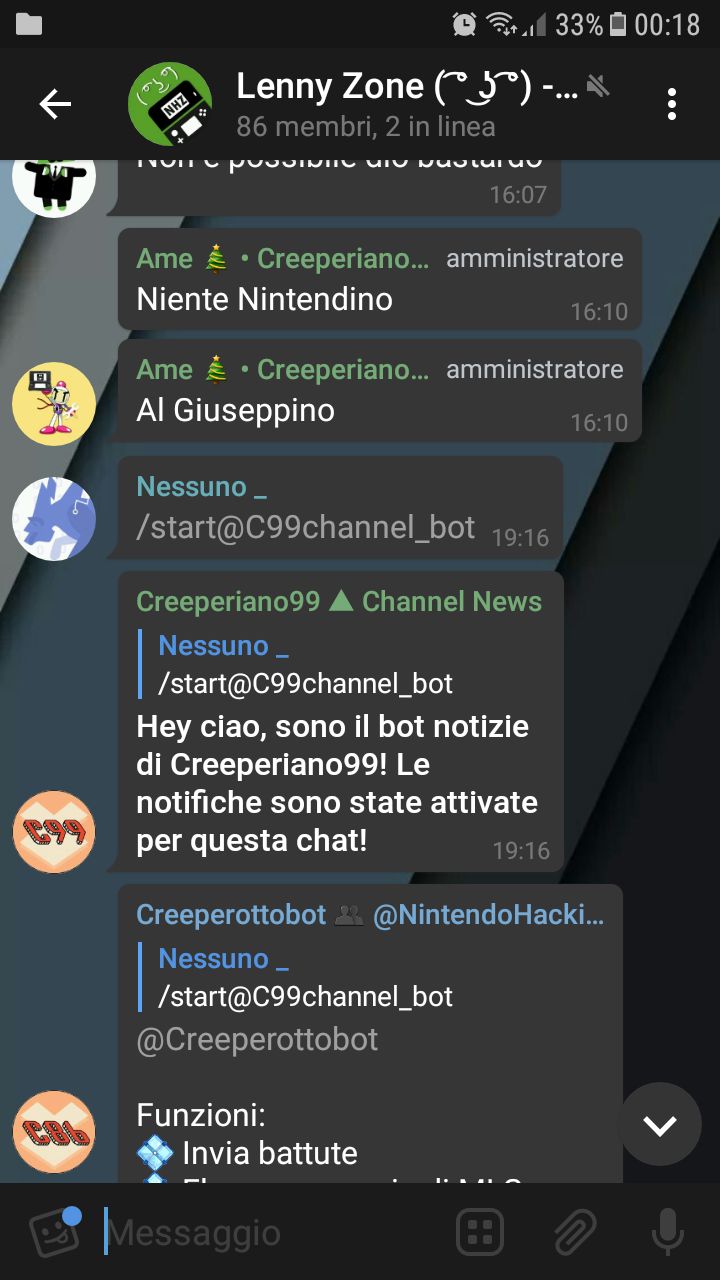 33% 00:18
Lenny Zone ( ͡° ͜ʖ ͡°) -...
NHZ
86 membri, 2 in linea
Non è possibile dio bastardo
16:07
Ame 🎄 • Creeperiano... amministratore
Niente Nintendino
16:10
Ame 🎄 • Creeperiano... amministratore
Al Giuseppino
16:10
Nessuno _
/start@C99channel_bot 19:16
Creeperiano99 ▲ Channel News
Nessuno _
/start@C99channel_bot
Hey ciao, sono il bot notizie
di Creeperiano99! Le
notifiche sono state attivate
per questa chat!
19:16
C99
Creeperottobot 👥 @NintendoHacki...
Nessuno _
/start@C99channel_bot
@Creeperottobot
Funzioni:
💠 Invia battute
Messaggio